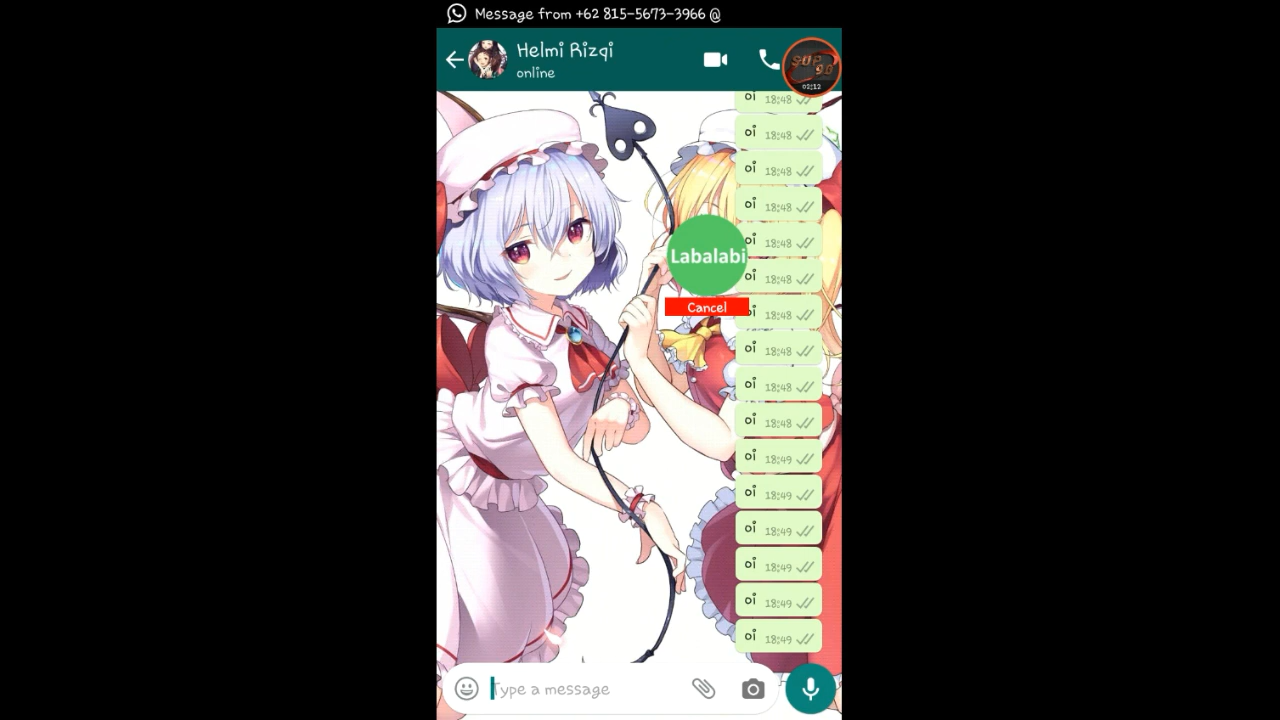 Message from +62 815-5673-3966 @
Helmi Rizqi
online
02:12
oi 18:48
oi 18:48
oi 18:48
oi 18:48
oi 18:48
oi 18:48
oi 18:48
oi 18:48
oi 18:48
oi 18:48
oi 18:49
oi 18:49
oi 18:49
oi 18:49
oi 18:49
oi 18:49
Labalabi
Cancel
Type a message